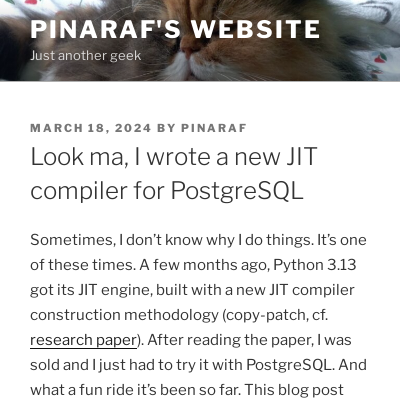 PINARAF'S WEBSITE
Just another geek
MARCH 18, 2024 BY PINARAF
Look ma, I wrote a new JIT
compiler for PostgreSQL
Sometimes, I don’t know why I do things. It’s one
of these times. A few months ago, Python 3.13
got its JIT engine, built with a new JIT compiler
construction methodology (copy-patch, cf.
research paper). After reading the paper, I was
sold and I just had to try it with PostgreSQL. And
what a fun ride it’s been so far. This blog post